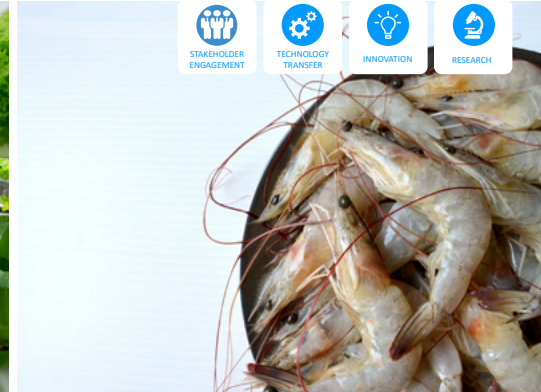 STAKEHOLDER
ENGAGEMENT
TECHNOLOGY
TRANSFER
INNOVATION
RESEARCH